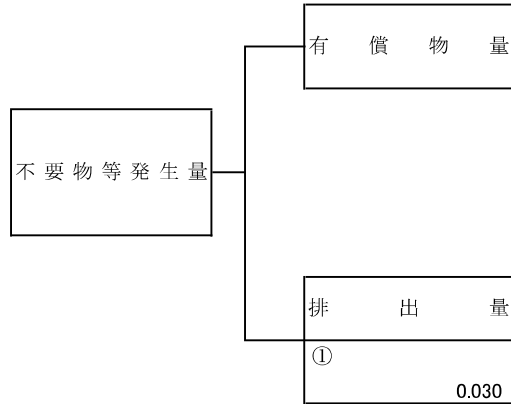 有償物量
不要物等発生量
排出量
①
0.030